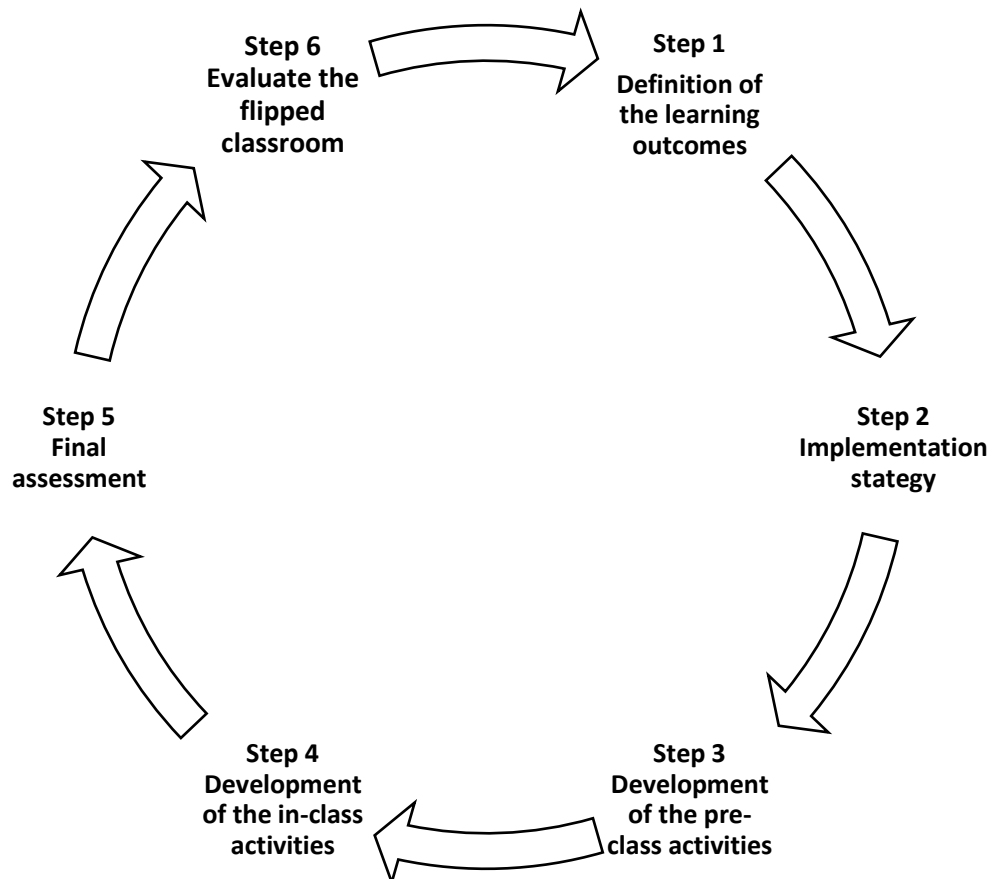 Step 1
Definition of
the learning
outcomes
Step 2
Implementation
stategy
Step 3
Development
of the pre-
class activities
Step 4
Development
of the in-class
activities
Step 5
Final
assessment
Step 6
Evaluate the
flipped
classroom